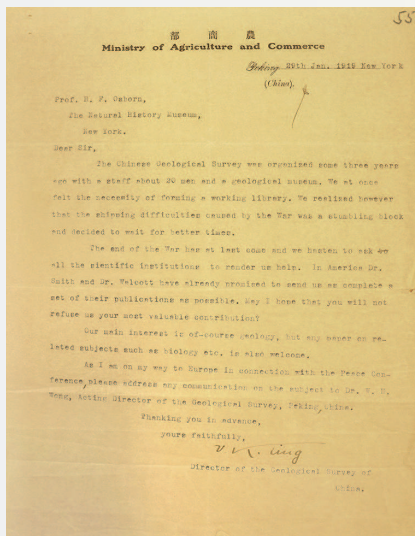 55
部 商 農
Ministry of Agriculture and Commerce
Peking 29th Jan. 1919 New York
(China).
Prof. H. F. Osborn,
The Natural History Museum,
New York.
Dear Sir,
The Chinese Geological Survey was organised some three years
ago with a staff about 20 men and a geological museum. We at once
felt the necessity of forming a working library. We realised however
that the shipping difficulties caused by the War was a stumbling block
and decided to wait for better times.
The end of the War has at last come and we hasten to ask
all the scientific institutions to render us help. In America Dr.
Smith and Dr. Walcott have already promised to send us as complete a
set of their publications as possible. May I hope that you will not
refuse us your most valuable contribution?
Our main interest is of-course geology, but any paper on re-
lated subjects such as biology etc. is also welcome.
As I am on my way to Europe in connection with the Peace Con-
ference, please address any communication on the subject to Dr. W. H.
Wong, Acting Director of the Geological Survey, Peking, China.
Thanking you in advance,
yours faithfully,
V. K. Ting
Director of the Geological Survey of
China.